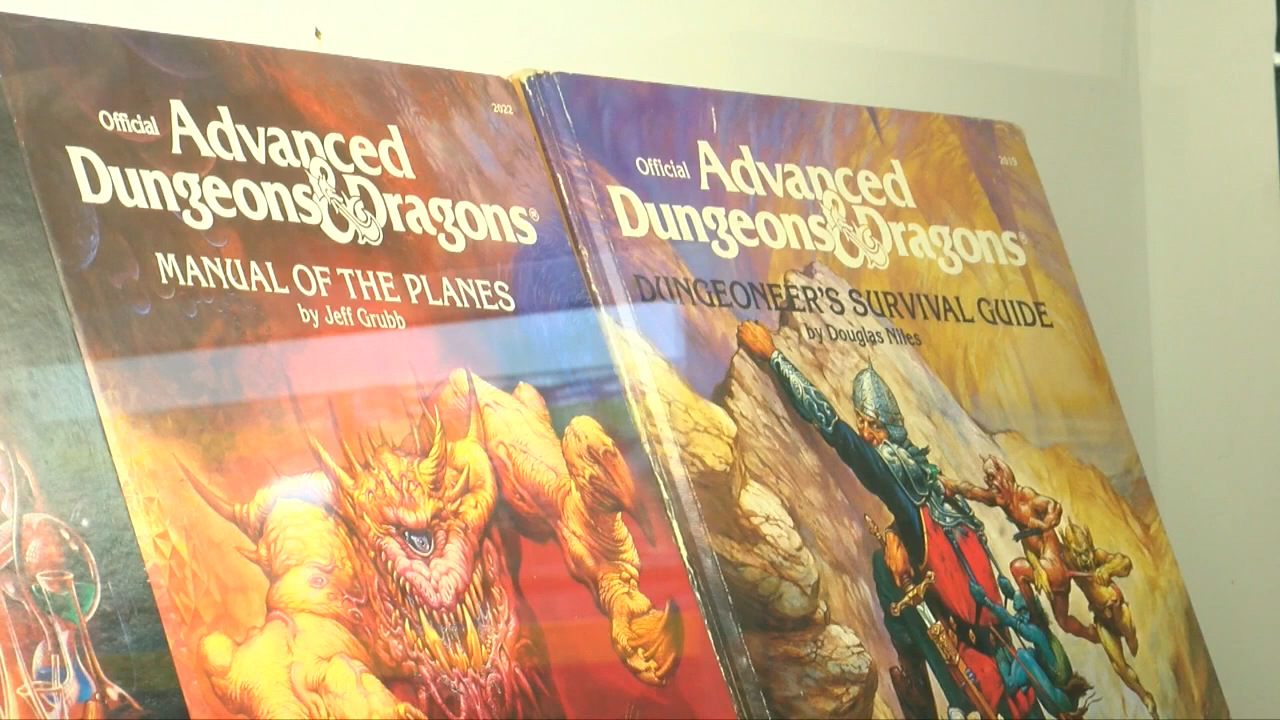 2022
Official Advanced
Dungeons & Dragons®
MANUAL OF THE PLANES
by Jeff Grubb
2019
Official Advanced
Dungeons & Dragons®
DUNGEONEER'S SURVIVAL GUIDE
by Douglas Niles